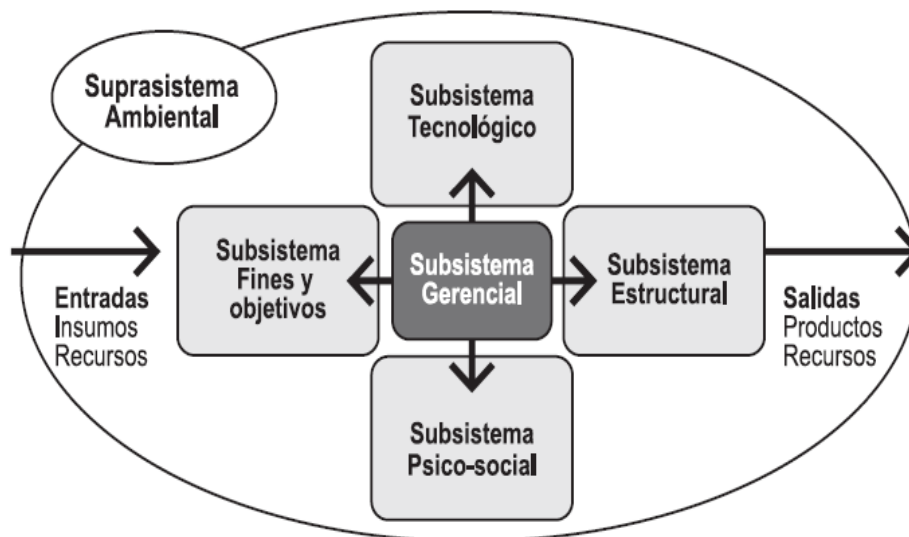 Suprasistema
Ambiental
Subsistema
Tecnológico
Entradas
Insumos
Recursos
Subsistema
Fines y
objetivos
Subsistema
Gerencial
Subsistema
Estructural
Salidas
Productos
Recursos
Subsistema
Psico-social